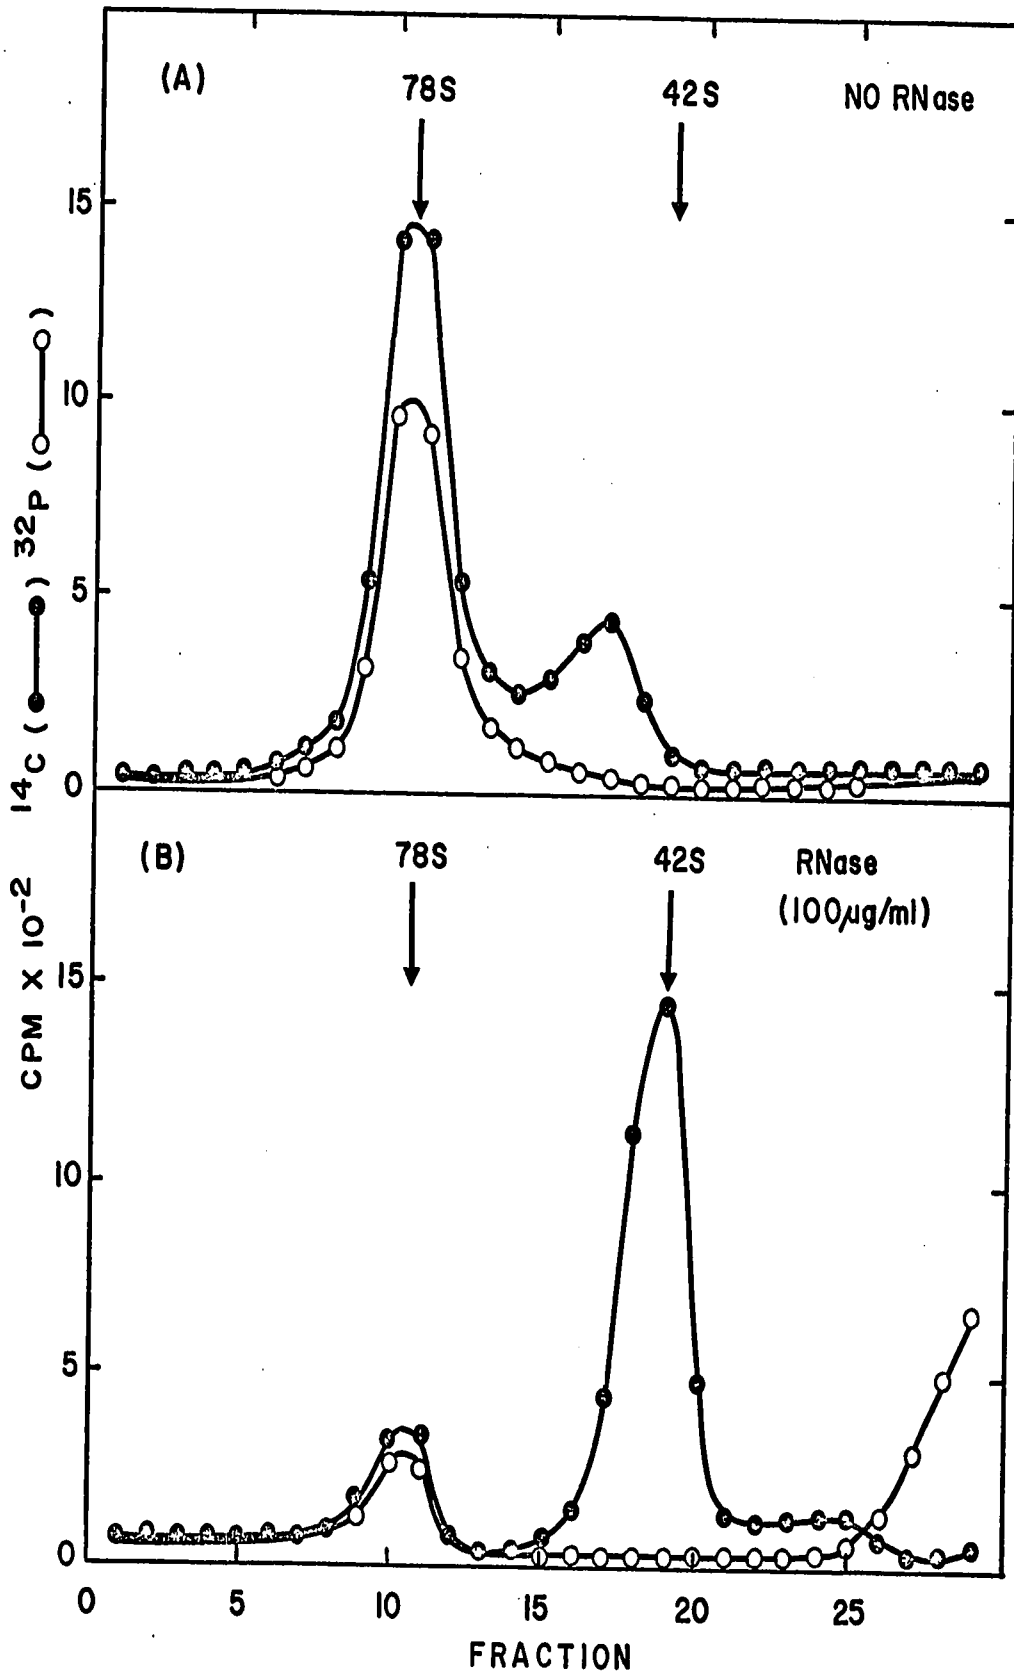 (A) 78S 42S NO RNase
15
10
5
0
CPM X 10⁻² 14C (●—●) 32P (○—○)
(B) 78S 42S RNase
(100µg/ml)
15
10
5
0
0 5 10 15 20 25
FRACTION